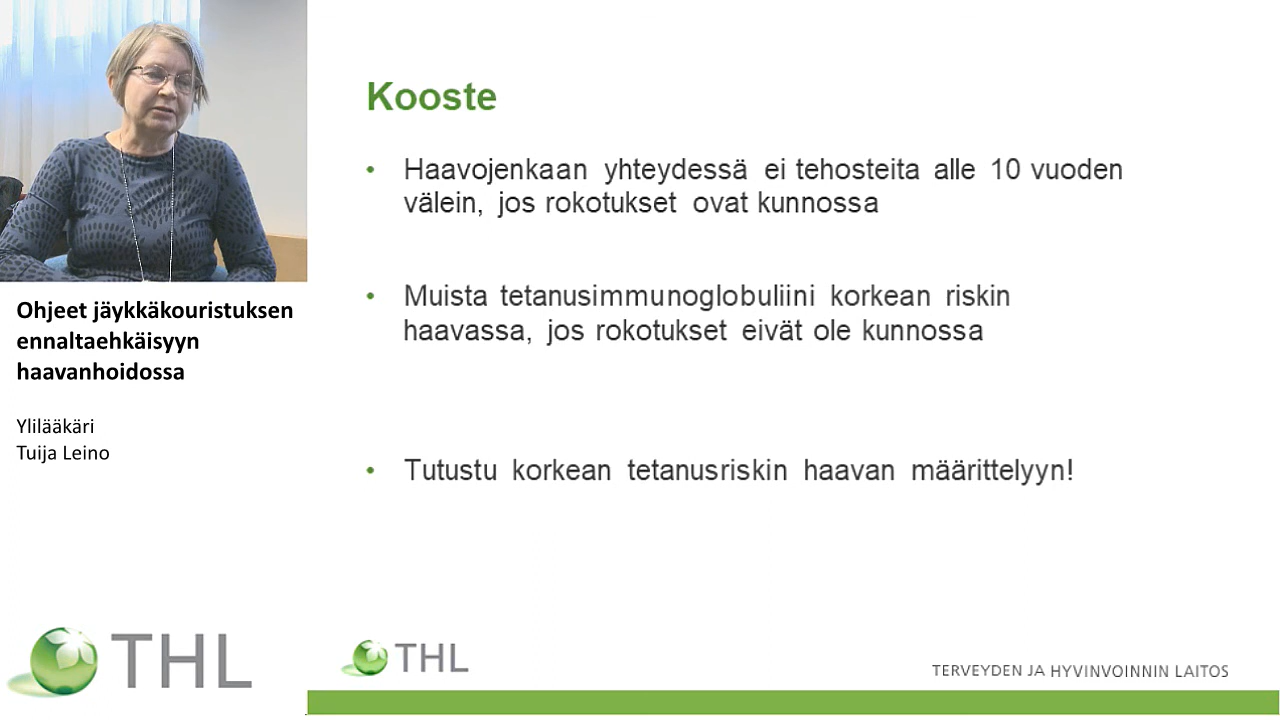 Ohjeet jäykkäkouristuksen
ennaltaehkäisyyn
haavanhoidossa
Ylilääkäri
Tuija Leino
THL
Kooste
• Haavojenkaan yhteydessä ei tehosteita alle 10 vuoden
välein, jos rokotukset ovat kunnossa
• Muista tetanusimmunoglobuliini korkean riskin
haavassa, jos rokotukset eivät ole kunnossa
• Tutustu korkean tetanusriskin haavan määrittelyyn!
THL
TERVEYDEN JA HYVINVOINNIN LAITOS